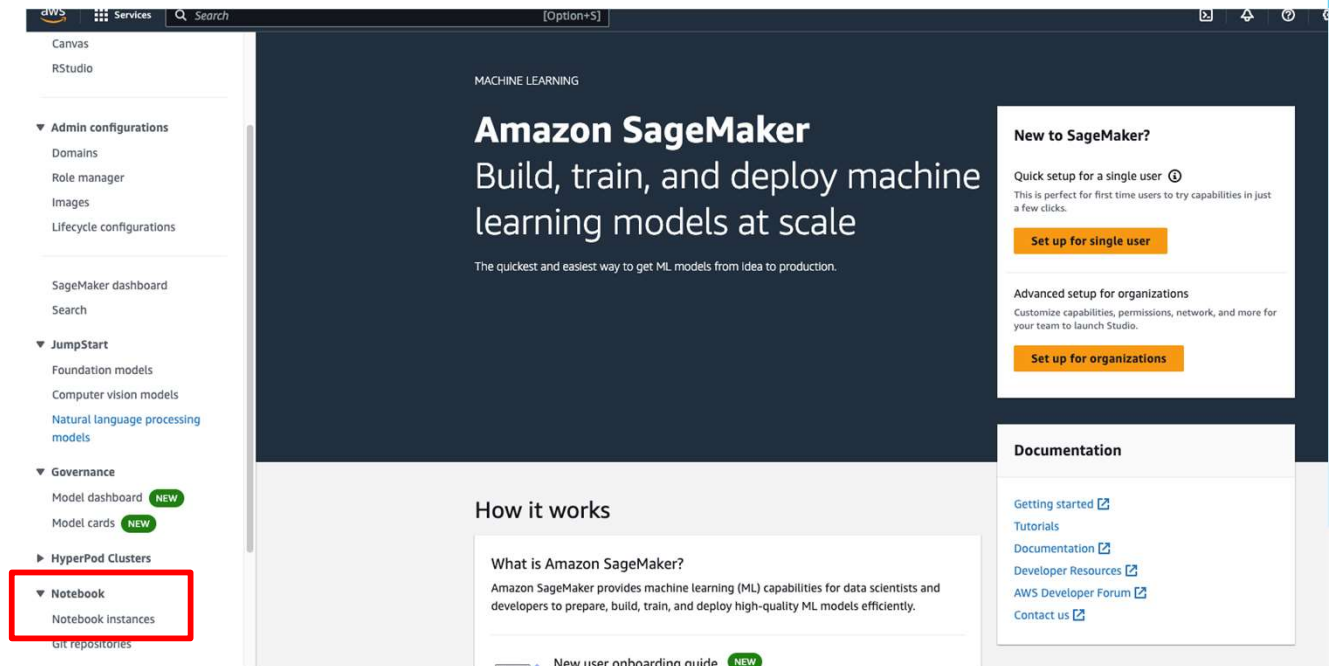 aws
Services
Search
[Option+S]
Canvas
RStudio
Admin configurations
Domains
Role manager
Images
Lifecycle configurations
SageMaker dashboard
Search
JumpStart
Foundation models
Computer vision models
Natural language processing
models
Governance
Model dashboard NEW
Model cards NEW
HyperPod Clusters
Notebook
Notebook instances
Git repositories
MACHINE LEARNING
Amazon SageMaker
Build, train, and deploy machine
learning models at scale
The quickest and easiest way to get ML models from idea to production.
New to SageMaker?
Quick setup for a single user
This is perfect for first time users to try capabilities in just
a few clicks.
Set up for single user
Advanced setup for organizations
Customize capabilities, permissions, network, and more for
your team to launch Studio.
Set up for organizations
Documentation
Getting started
Tutorials
Documentation
Developer Resources
AWS Developer Forum
Contact us
How it works
What is Amazon SageMaker?
Amazon SageMaker provides machine learning (ML) capabilities for data scientists and
developers to prepare, build, train, and deploy high-quality ML models efficiently.
New user onboarding guide NEW